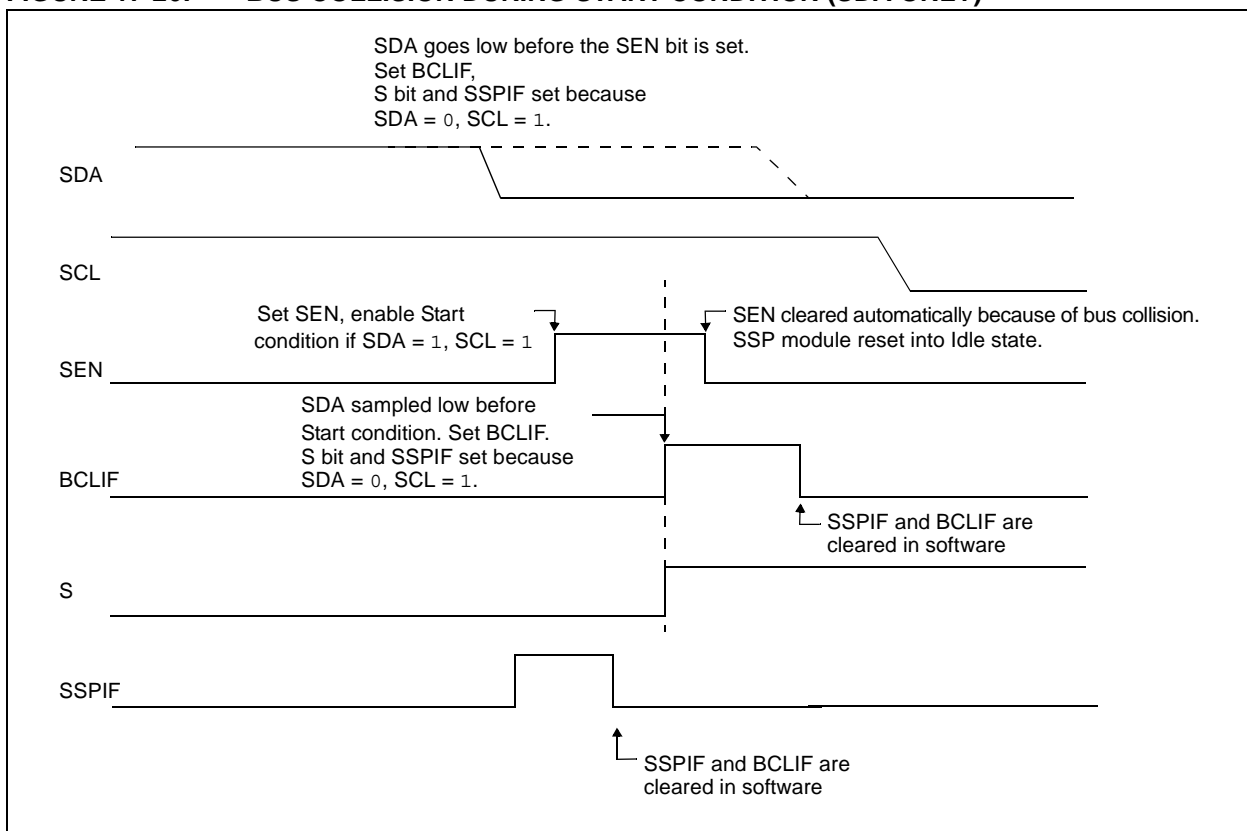 SDA goes low before the SEN bit is set.
Set BCLIF,
S bit and SSPIF set because
SDA = 0, SCL = 1.
SDA
SCL
Set SEN, enable Start
condition if SDA = 1, SCL = 1
SEN cleared automatically because of bus collision.
SSP module reset into Idle state.
SEN
SDA sampled low before
Start condition. Set BCLIF.
S bit and SSPIF set because
SDA = 0, SCL = 1.
BCLIF
SSPIF and BCLIF are
cleared in software
S
SSPIF
SSPIF and BCLIF are
cleared in software